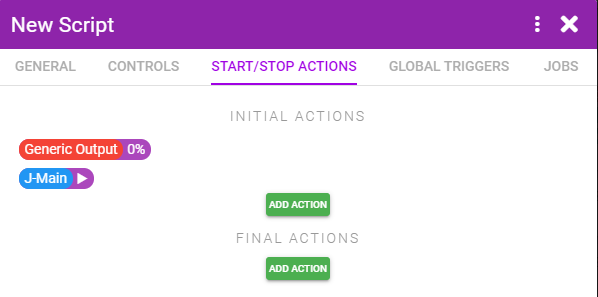 New Script
GENERAL CONTROLS START/STOP ACTIONS GLOBAL TRIGGERS JOBS
INITIAL ACTIONS
Generic Output 0%
J-Main
ADD ACTION
FINAL ACTIONS
ADD ACTION